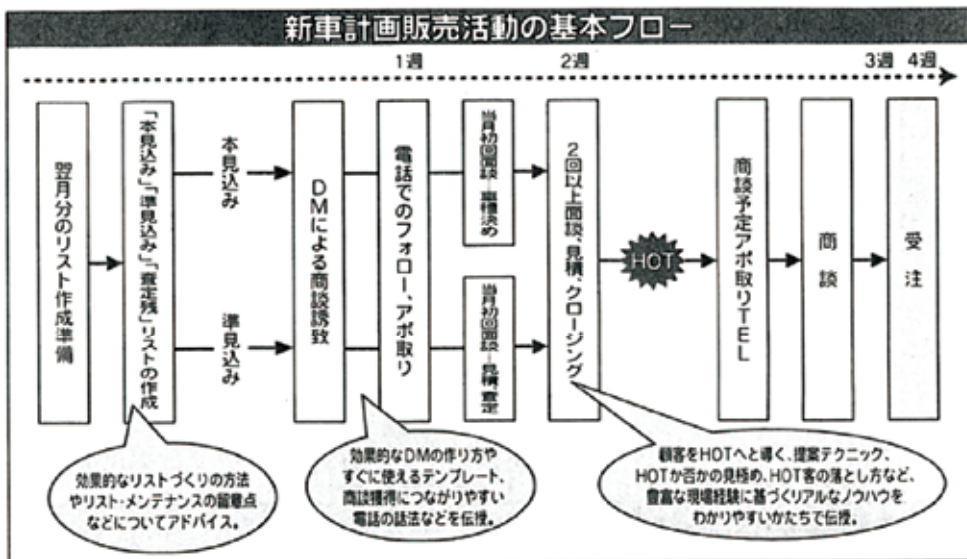 新車計画販売活動の基本フロー
1週
2週
3週
4週
翌月分のリスト作成準備
「本見込み」「準見込み」「査定残」リストの作成
本見込み
準見込み
DMによる商談誘致
電話でのフォロー、アポ取り
当月初回面談…車種決め
当月初回面談…見積、査定
2回以上面談、見積、クロージング
HOT
商談予定アポ取りTEL
商談
受注
効果的なリストづくりの方法
やリスト・メンテナンスの留意点
などについてアドバイス。
効果的なDMの作り方や
すぐに使えるテンプレート、
商談獲得につながりやすい
電話の話法などを伝授。
顧客をHOTへと導く、提案テクニック、
HOTか否かの見極め、HOT客の落とし方など、
豊富な現場経験に基づくリアルなノウハウを
わかりやすいかたちで伝授。